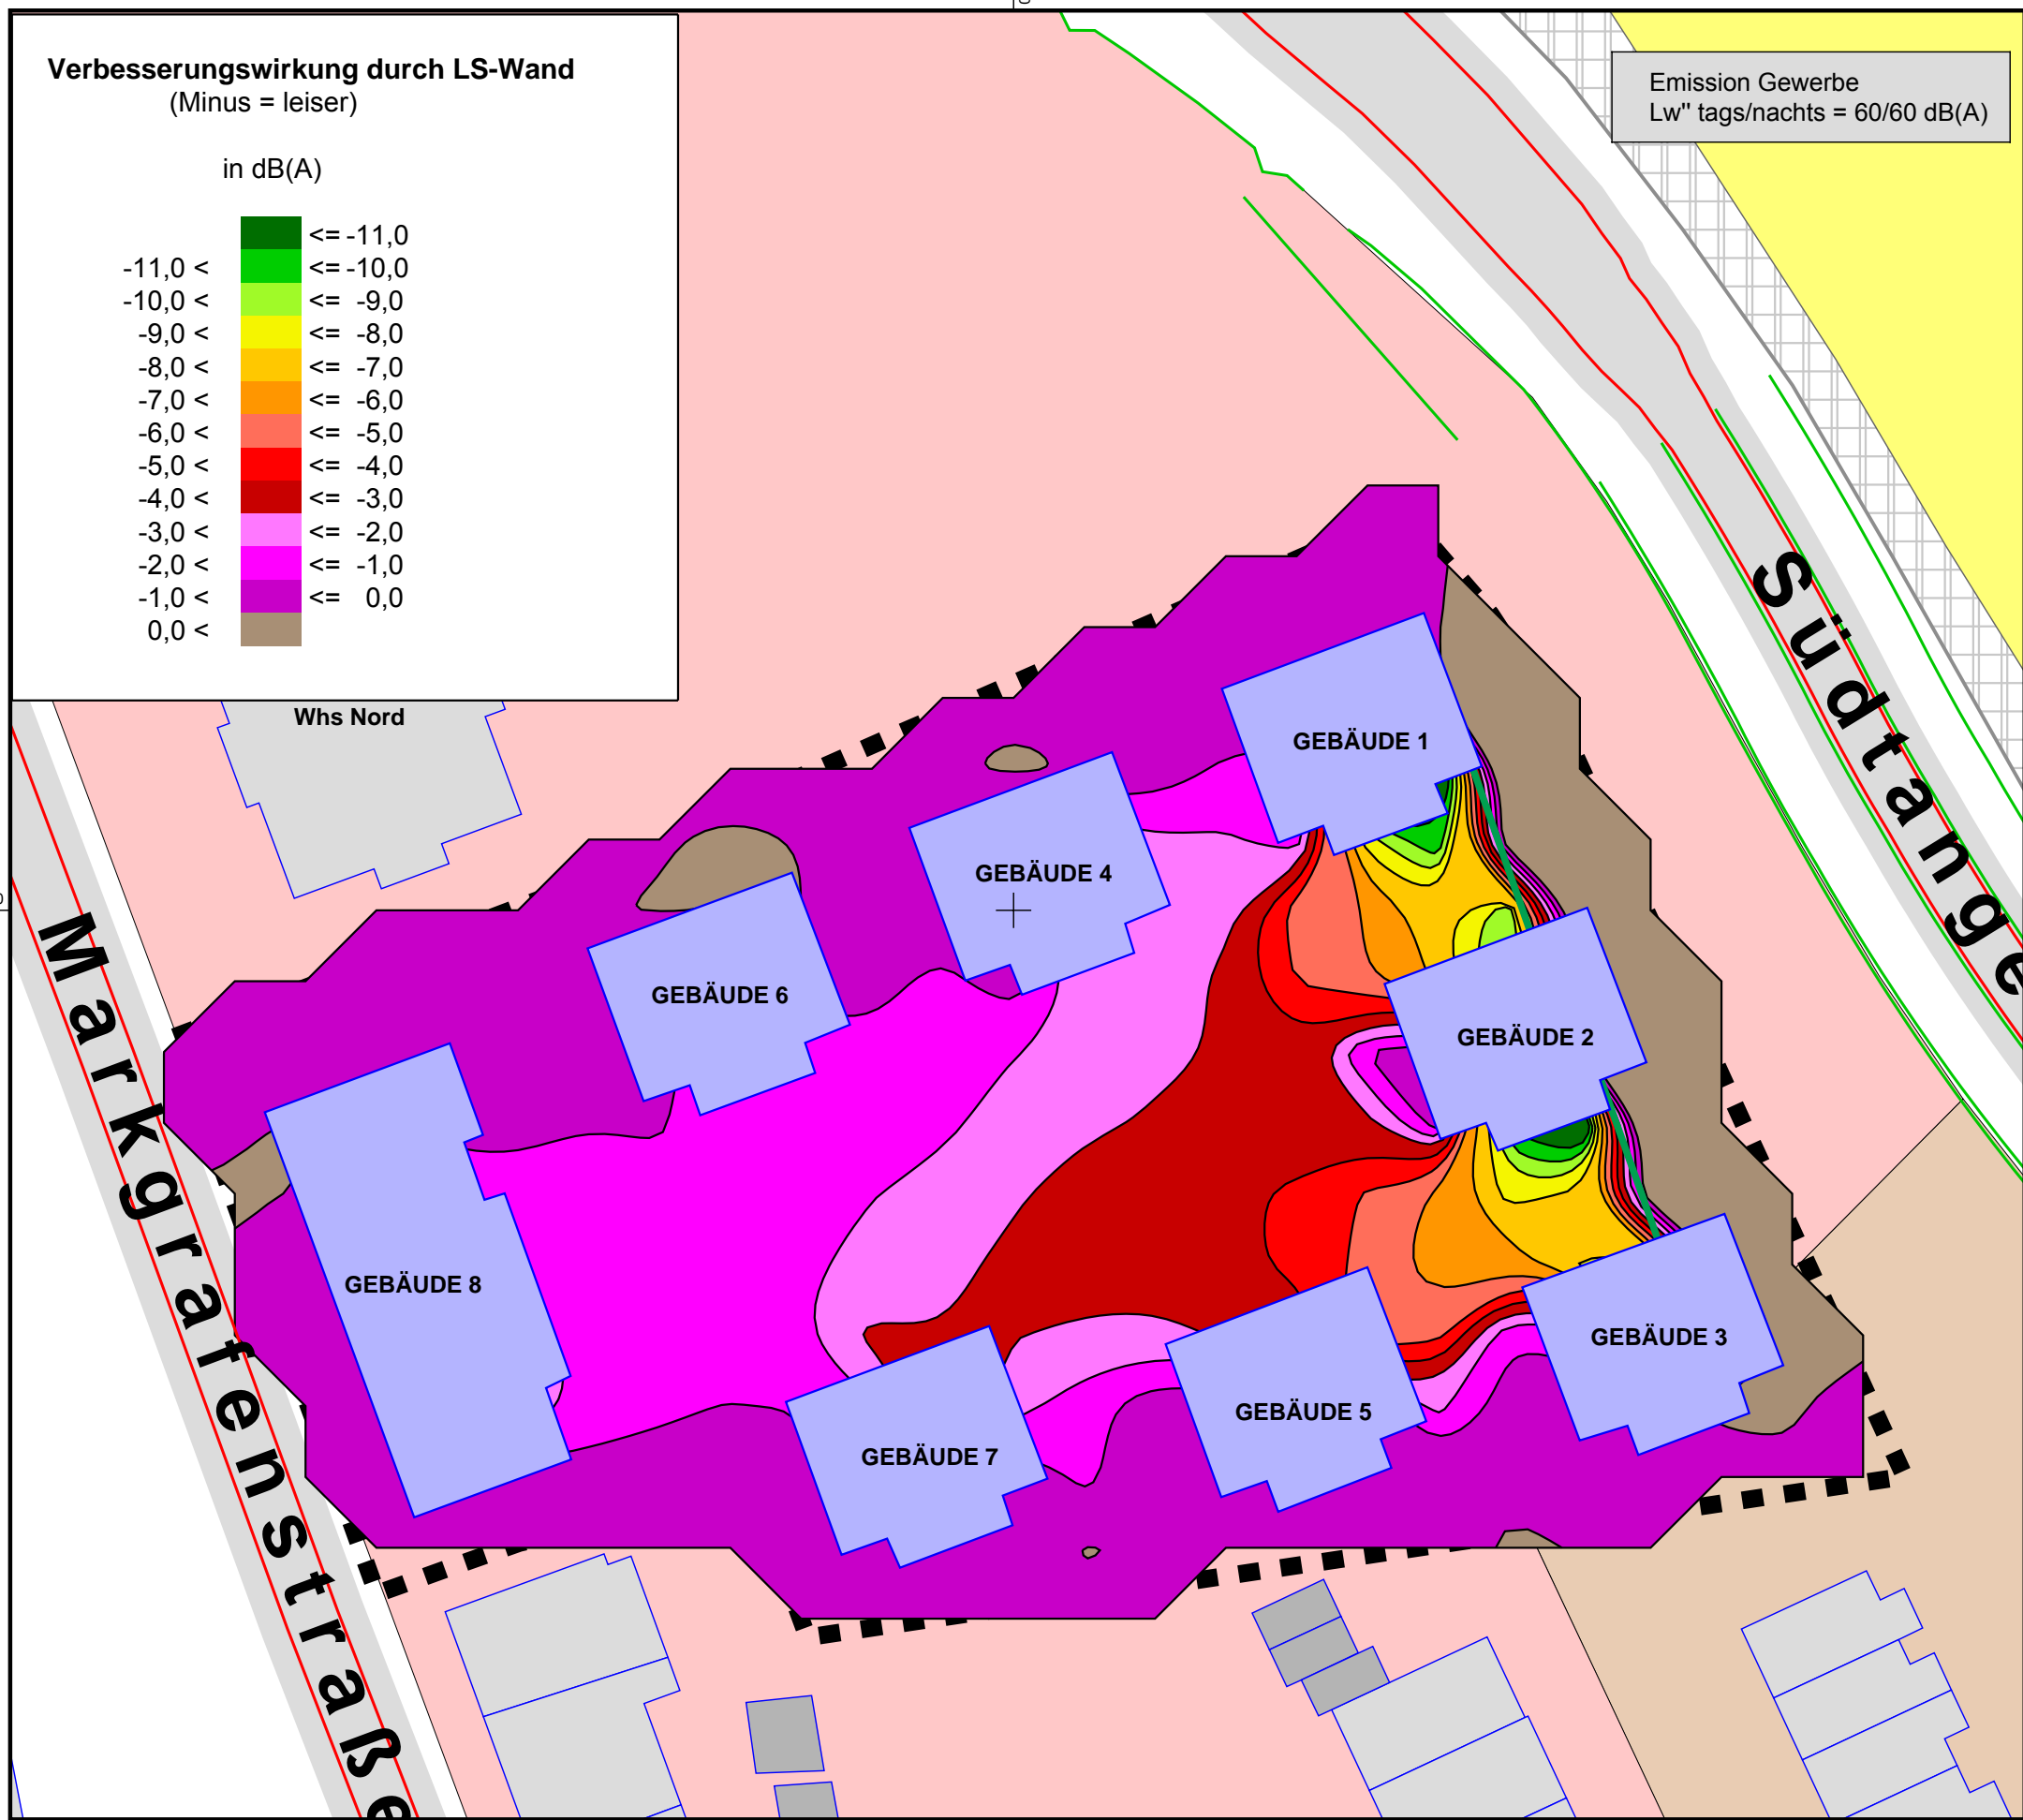 Verbesserungswirkung durch LS-Wand
(Minus = leiser)
in dB(A)
<= -11,0
-11,0 < <= -10,0
-10,0 < <= -9,0
-9,0 < <= -8,0
-8,0 < <= -7,0
-7,0 < <= -6,0
-6,0 < <= -5,0
-5,0 < <= -4,0
-4,0 < <= -3,0
-3,0 < <= -2,0
-2,0 < <= -1,0
-1,0 < <= 0,0
0,0 <
Emission Gewerbe
Lw" tags/nachts = 60/60 dB(A)
Südtange
Whs Nord
GEBÄUDE 1
GEBÄUDE 4
GEBÄUDE 6
GEBÄUDE 2
GEBÄUDE 8
GEBÄUDE 3
GEBÄUDE 5
GEBÄUDE 7
Markgrafenstraße